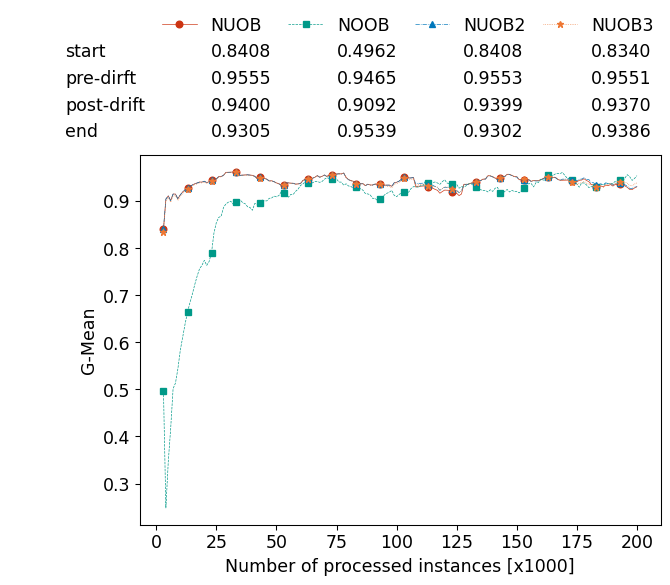 NUOB NOOB NUOB2 NUOB3
start 0.8408 0.4962 0.8408 0.8340
pre-dirft 0.9555 0.9465 0.9553 0.9551
post-drift 0.9400 0.9092 0.9399 0.9370
end 0.9305 0.9539 0.9302 0.9386
0.9
0.8
0.7
0.6
0.5
0.4
0.3
G-Mean
0 25 50 75 100 125 150 175 200
Number of processed instances [x1000]